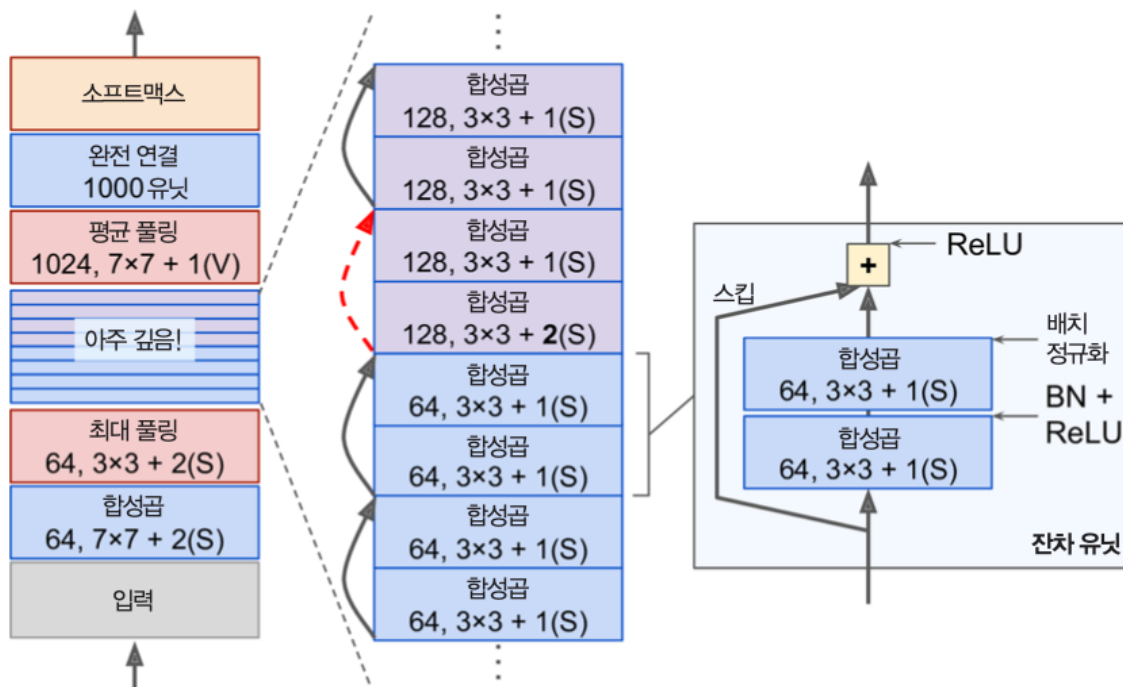 소프트맥스
완전 연결
1000 유닛
평균 풀링
1024, 7×7 + 1(V)
아주 깊음!
최대 풀링
64, 3×3 + 2(S)
합성곱
64, 7×7 + 2(S)
입력
합성곱
128, 3×3 + 1(S)
합성곱
128, 3×3 + 1(S)
합성곱
128, 3×3 + 1(S)
합성곱
128, 3×3 + 2(S)
합성곱
64, 3×3 + 1(S)
합성곱
64, 3×3 + 1(S)
합성곱
64, 3×3 + 1(S)
합성곱
64, 3×3 + 1(S)
+
ReLU
스킵
배치
정규화
합성곱
64, 3×3 + 1(S)
BN +
ReLU
합성곱
64, 3×3 + 1(S)
잔차 유닛